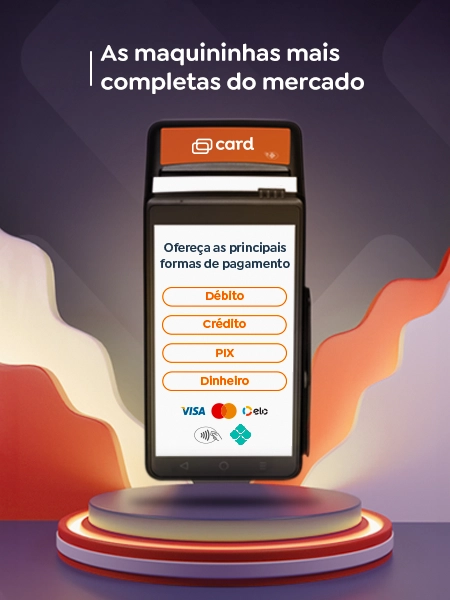 As maquininhas mais
completas do mercado
card
Ofereça as principais
formas de pagamento
Débito
Crédito
PIX
Dinheiro
VISA
elo